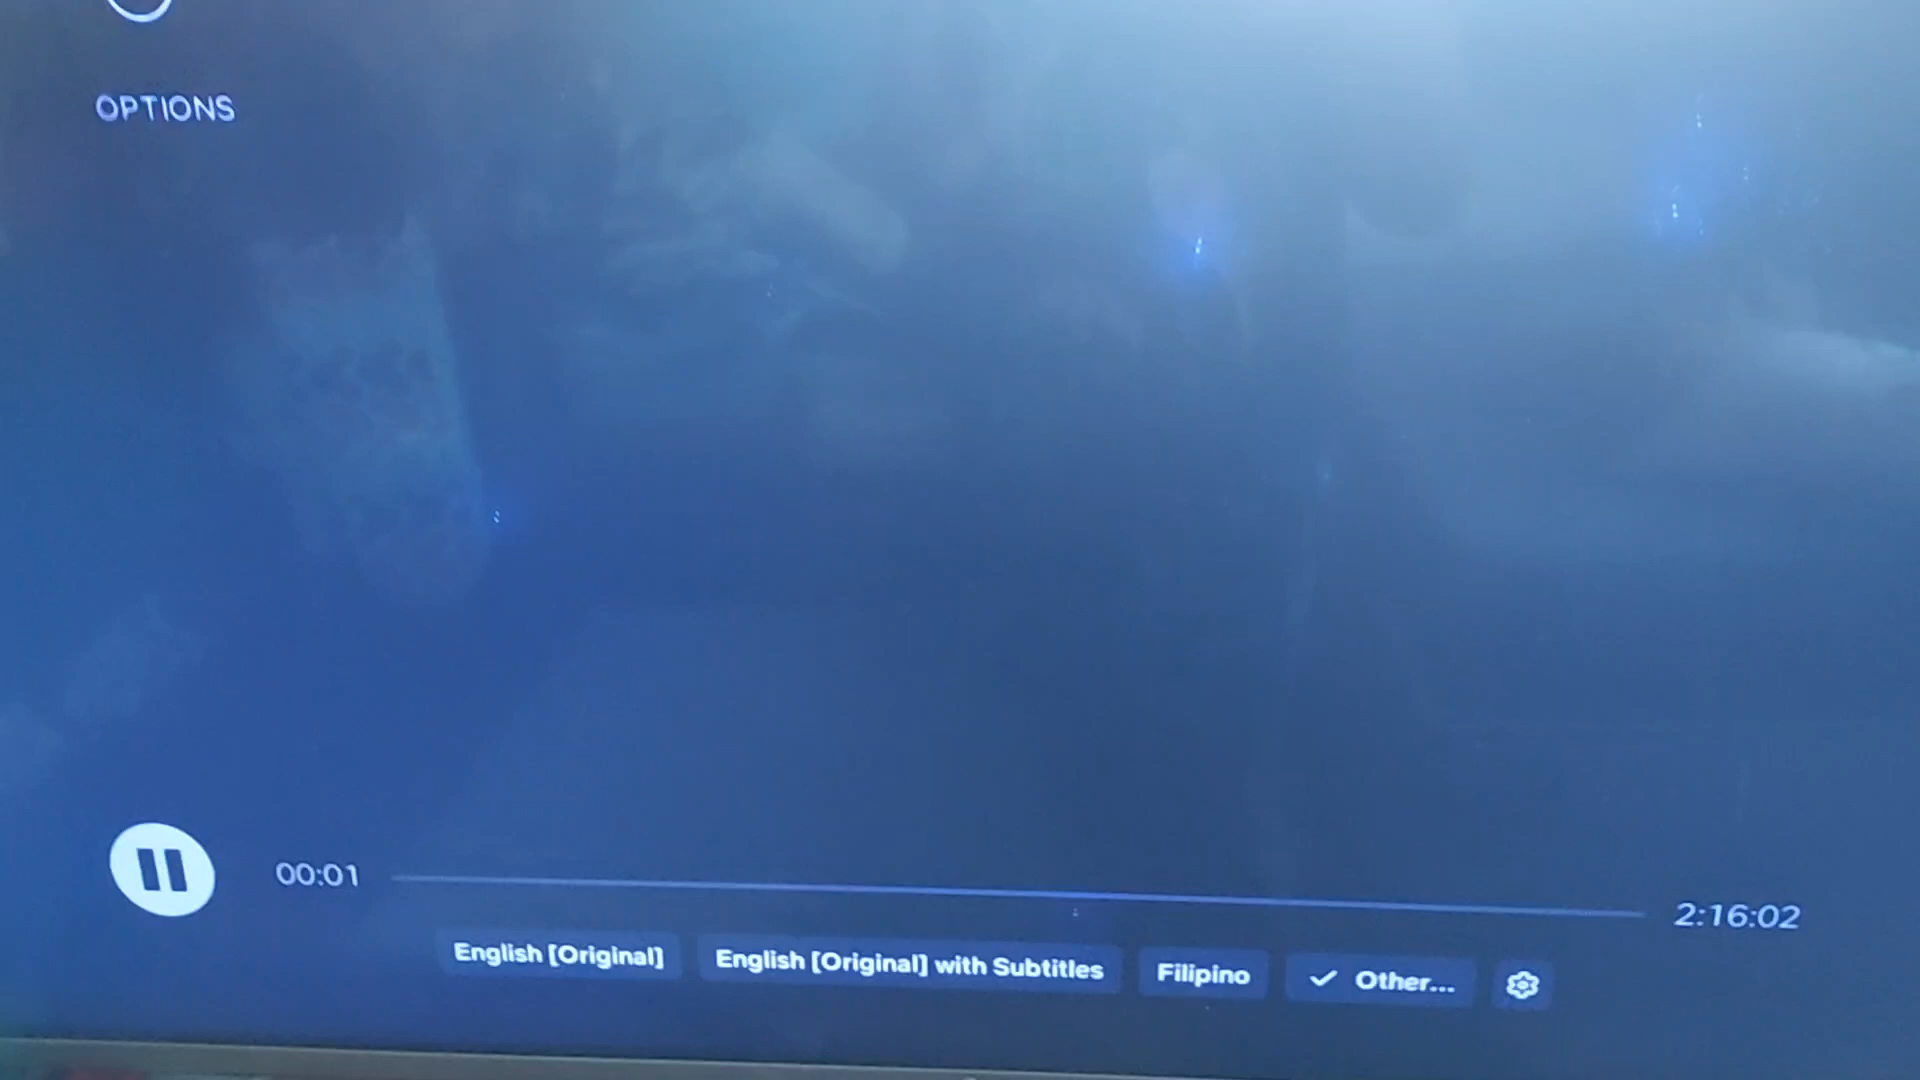 OPTIONS
00:01
2:16:02
English [Original]
English [Original] with Subtitles
Filipino
Other...